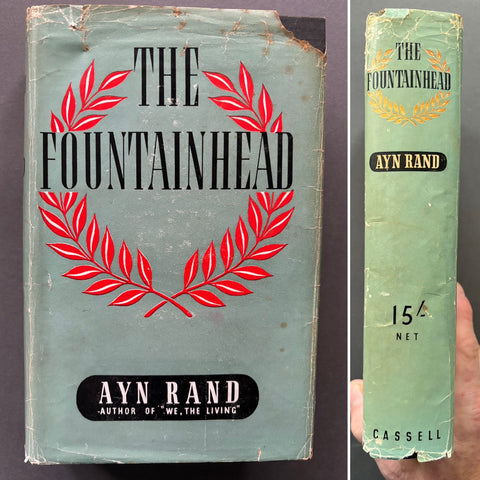 THE
FOUNTAINHEAD
AYN RAND
AUTHOR OF "WE, THE LIVING"
THE
FOUNTAINHEAD
AYN RAND
15/-
NET
CASSELL